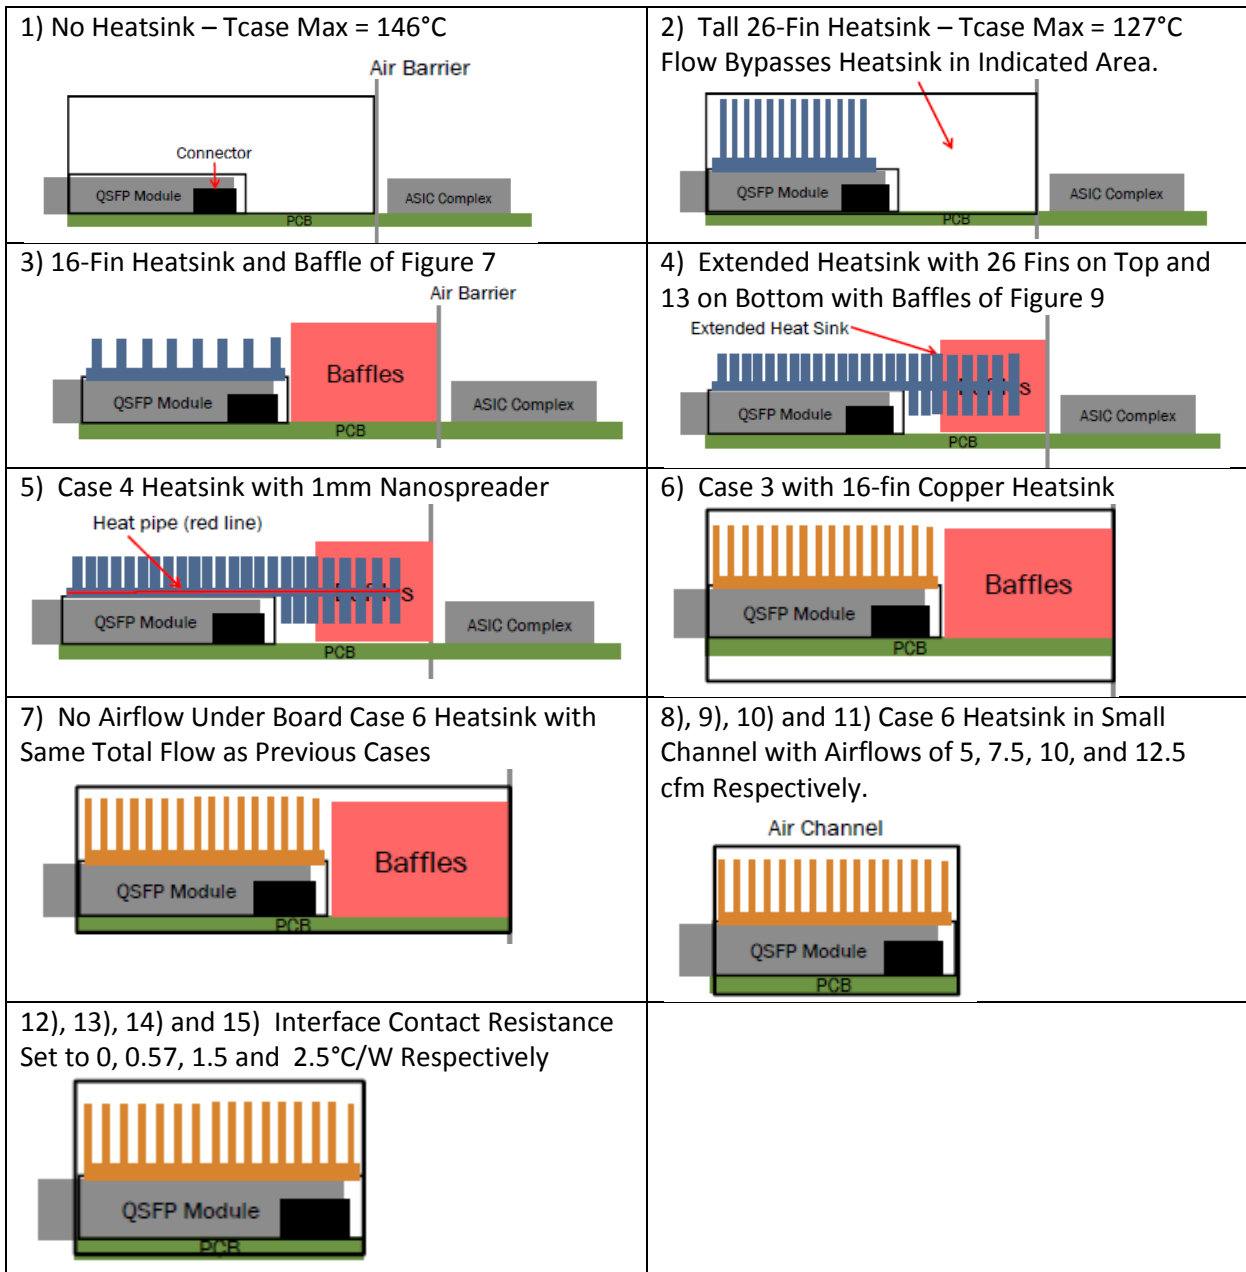 1) No Heatsink – Tcase Max = 146°C
Air Barrier
Connector
QSFP Module
ASIC Complex
PCB
2)  Tall 26-Fin Heatsink – Tcase Max = 127°C
Flow Bypasses Heatsink in Indicated Area.
QSFP Module
ASIC Complex
PCB
3) 16-Fin Heatsink and Baffle of Figure 7
Air Barrier
Baffles
QSFP Module
ASIC Complex
PCB
4)  Extended Heatsink with 26 Fins on Top and
13 on Bottom with Baffles of Figure 9
Extended Heat Sink
Baffles
QSFP Module
ASIC Complex
PCB
5)  Case 4 Heatsink with 1mm Nanospreader
Heat pipe (red line)
Baffles
QSFP Module
ASIC Complex
PCB
6)  Case 3 with 16-fin Copper Heatsink
Baffles
QSFP Module
PCB
7)  No Airflow Under Board Case 6 Heatsink with
Same Total Flow as Previous Cases
Baffles
QSFP Module
PCB
8), 9), 10) and 11) Case 6 Heatsink in Small
Channel with Airflows of 5, 7.5, 10, and 12.5
cfm Respectively.
Air Channel
QSFP Module
PCB
12), 13), 14) and 15)  Interface Contact Resistance
Set to 0, 0.57, 1.5 and  2.5°C/W Respectively
QSFP Module
PCB